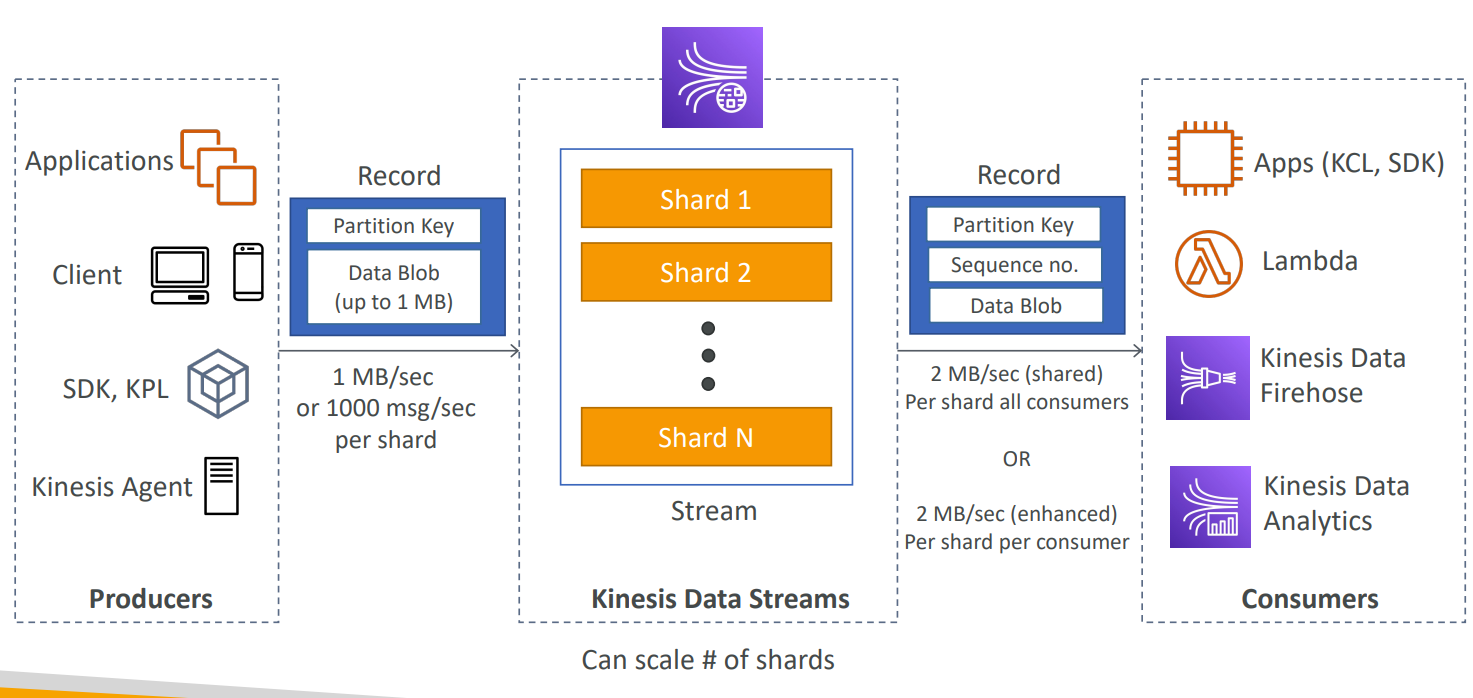 Applications
Client
SDK, KPL
Kinesis Agent
Producers
Record
Partition Key
Data Blob
(up to 1 MB)
1 MB/sec
or 1000 msg/sec
per shard
Shard 1
Shard 2
Shard N
Stream
Kinesis Data Streams
Can scale # of shards
Record
Partition Key
Sequence no.
Data Blob
2 MB/sec (shared)
Per shard all consumers
OR
2 MB/sec (enhanced)
Per shard per consumer
Apps (KCL, SDK)
Lambda
Kinesis Data
Firehose
Kinesis Data
Analytics
Consumers